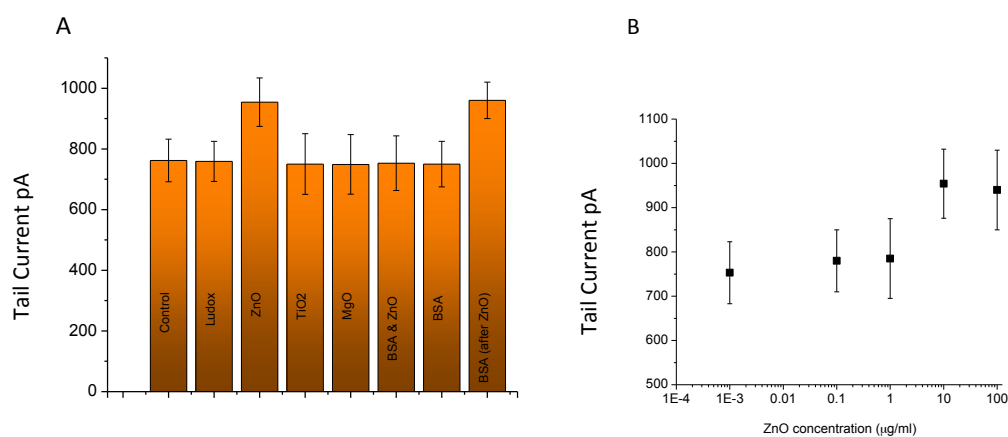 A
Tail Current pA
1000
800
600
400
200
0
Control
Ludox
ZnO
TiO2
MgO
BSA & ZnO
BSA
BSA (after ZnO)
B
Tail Current pA
1100
1000
900
800
700
600
500
1E-4 1E-3 0.01 0.1 1 10 100
ZnO concentration (μg/ml)